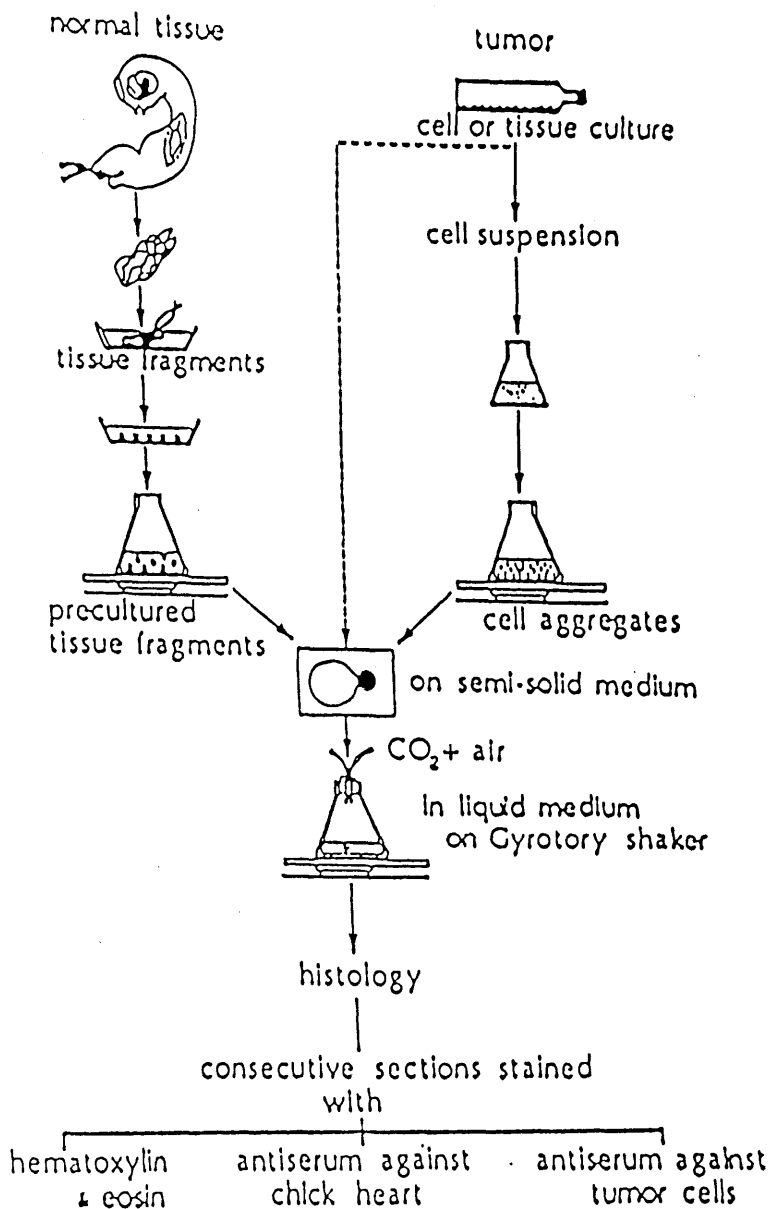 normal tissue
tumor
cell or tissue culture
cell suspension
tissue fragments
precultured
tissue fragments
cell aggregates
on semi-solid medium
CO₂ + air
In liquid medium
on Gyrotory shaker
histology
consecutive sections stained
with
hematoxylin
& eosin
antiserum against
chick heart
antiserum against
tumor cells